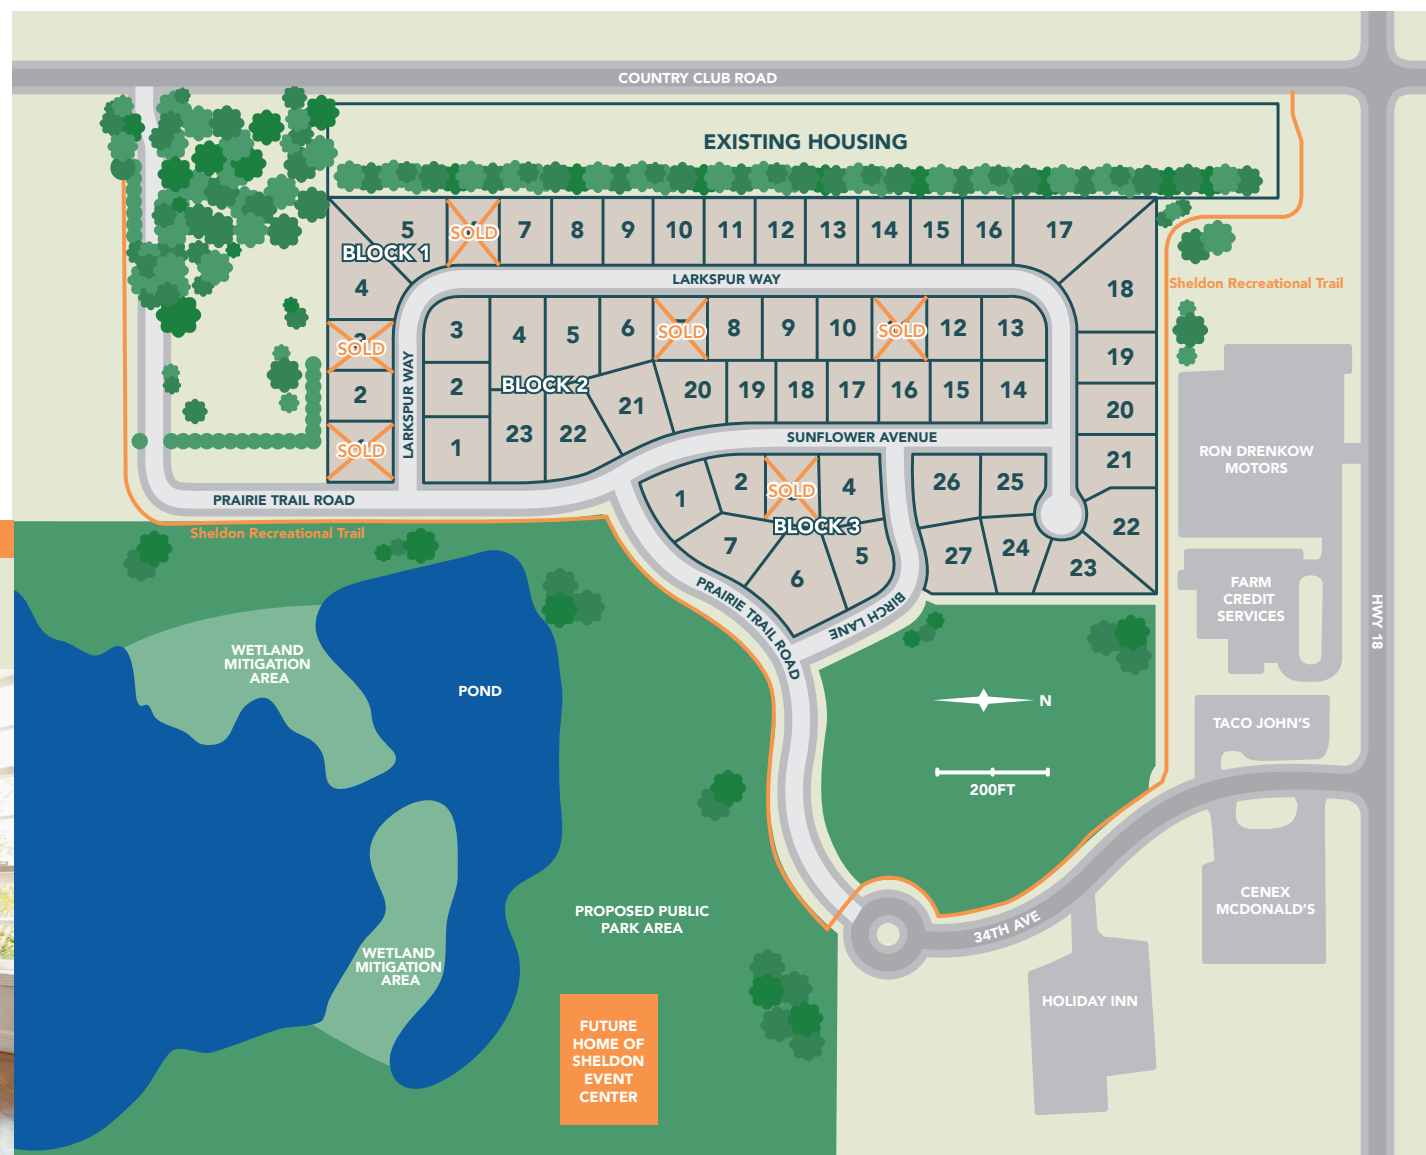 COUNTRY CLUB ROAD
EXISTING HOUSING
5
SOLD
7
8
9
10
11
12
13
14
15
16
17
BLOCK 1
4
LARKSPUR WAY
18
Sheldon Recreational Trail
SOLD
3
4
5
6
SOLD
8
9
10
SOLD
12
13
19
2
LARKSPUR WAY
2
BLOCK 2
21
20
19
18
17
16
15
14
20
SOLD
1
23
22
SUNFLOWER AVENUE
21
RON DRENKOW
MOTORS
PRAIRIE TRAIL ROAD
1
2
SOLD
4
26
25
22
Sheldon Recreational Trail
BLOCK 3
7
6
5
27
24
23
FARM
CREDIT
SERVICES
HWY 18
PRAIRIE TRAIL ROAD
BIRCH LANE
WETLAND
MITIGATION
AREA
POND
N
TACO JOHN'S
200FT
CENEX
MCDONALD'S
PROPOSED PUBLIC
PARK AREA
34TH AVE
WETLAND
MITIGATION
AREA
HOLIDAY INN
FUTURE
HOME OF
SHELDON
EVENT
CENTER